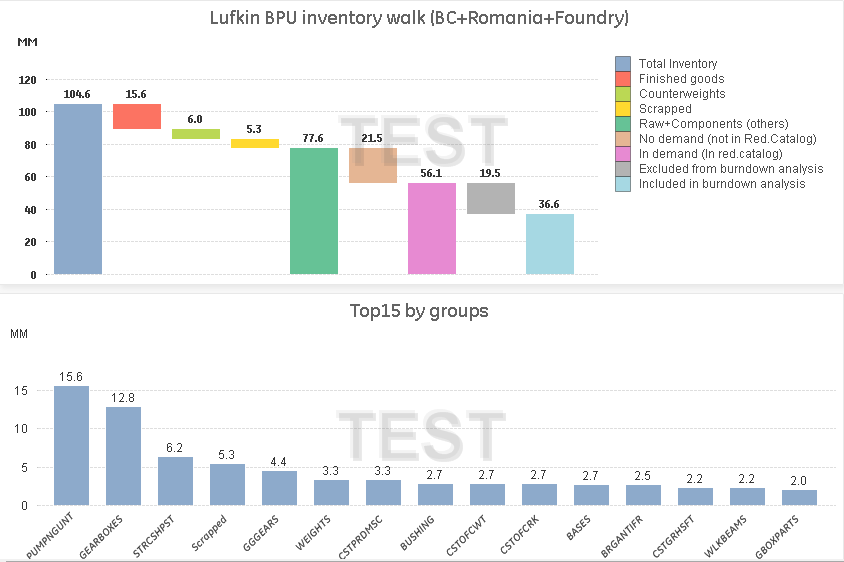 Lufkin BPU inventory walk (BC+Romania+Foundry)
MM
120
100
80
60
40
20
0
104.6
15.6
6.0
5.3
77.6
21.5
56.1
19.5
36.6
TEST
Total Inventory
Finished goods
Counterweights
Scrapped
Raw+Components (others)
No demand (not in Red.Catalog)
In demand (In red.catalog)
Excluded from burndown analysis
Included in burndown analysis
Top15 by groups
MM
15
10
5
0
15.6
12.8
6.2
5.3
4.4
3.3
3.3
2.7
2.7
2.7
2.7
2.5
2.2
2.2
2.0
TEST
PUMPNGUNT
GEARBOXES
STRCSHPST
Scrapped
GGGEARS
WEIGHTS
CSTPRDMSC
BUSHING
CSTOFCWT
CSTOFCRK
BASES
BRGANTIFR
CSTGRHSFT
WLKBEAMS
GBOXPARTS